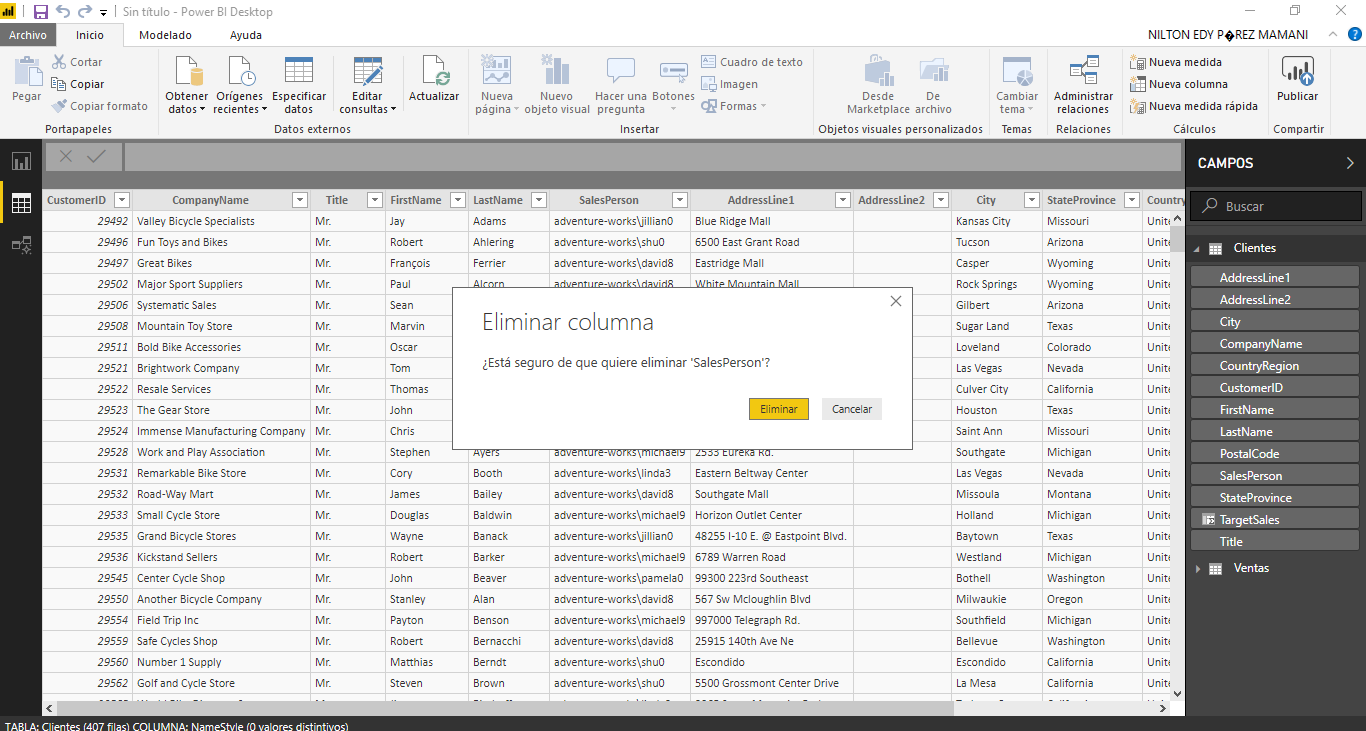 Sin título - Power BI Desktop
Archivo Inicio Modelado Ayuda NILTON EDY P�REZ MAMANI
Pegar Cortar Copiar Copiar formato
Portapapeles
Obtener datos Orígenes recientes Especificar datos Editar consultas
Datos externos
Actualizar
Nueva página Nuevo objeto visual Hacer una pregunta Botones Cuadro de texto Imagen Formas
Insertar
Desde Marketplace De archivo
Objetos visuales personalizados
Cambiar tema
Temas
Administrar relaciones
Relaciones
Nueva medida Nueva columna Nueva medida rápida
Cálculos
Publicar
Compartir
CustomerID CompanyName Title FirstName LastName SalesPerson AddressLine1 AddressLine2 City StateProvince Country
29492 Valley Bicycle Specialists Mr. Jay Adams adventure-works\jillian0 Blue Ridge Mall Kansas City Missouri Unite
29496 Fun Toys and Bikes Mr. Robert Ahlering adventure-works\shu0 6500 East Grant Road Tucson Arizona Unite
29497 Great Bikes Mr. François Ferrier adventure-works\david8 Eastridge Mall Casper Wyoming Unite
29502 Major Sport Suppliers Mr. Paul Alcorn adventure-works\david8 White Mountain Mall Rock Springs Wyoming Unite
29506 Systematic Sales Mr. Sean Gilbert Arizona Unite
29508 Mountain Toy Store Mr. Marvin Sugar Land Texas Unite
29511 Bold Bike Accessories Mr. Oscar Loveland Colorado Unite
29521 Brightwork Company Mr. Tom Las Vegas Nevada Unite
29522 Resale Services Mr. Thomas Culver City California Unite
29523 The Gear Store Mr. John Houston Texas Unite
29524 Immense Manufacturing Company Mr. Chris Saint Ann Missouri Unite
29528 Work and Play Association Mr. Stephen Ayers adventure-works\michael9 2533 Eureka Rd. Southgate Michigan Unite
29531 Remarkable Bike Store Mr. Cory Booth adventure-works\linda3 Eastern Beltway Center Las Vegas Nevada Unite
29532 Road-Way Mart Mr. James Bailey adventure-works\david8 Southgate Mall Missoula Montana Unite
29533 Small Cycle Store Mr. Douglas Baldwin adventure-works\michael9 Horizon Outlet Center Holland Michigan Unite
29535 Grand Bicycle Stores Mr. Wayne Banack adventure-works\jillian0 48255 I-10 E. @ Eastpoint Blvd. Baytown Texas Unite
29536 Kickstand Sellers Mr. Robert Barker adventure-works\michael9 6789 Warren Road Westland Michigan Unite
29545 Center Cycle Shop Mr. John Beaver adventure-works\pamela0 99300 223rd Southeast Bothell Washington Unite
29550 Another Bicycle Company Mr. Stanley Alan adventure-works\david8 567 Sw Mcloughlin Blvd Milwaukie Oregon Unite
29554 Field Trip Inc Mr. Payton Benson adventure-works\michael9 997000 Telegraph Rd. Southfield Michigan Unite
29559 Safe Cycles Shop Mr. Robert Bernacchi adventure-works\david8 25915 140th Ave Ne Bellevue Washington Unite
29560 Number 1 Supply Mr. Matthias Berndt adventure-works\shu0 Escondido Escondido California Unite
29562 Golf and Cycle Store Mr. Steven Brown adventure-works\shu0 5500 Grossmont Center Drive La Mesa California Unite
Eliminar columna
¿Está seguro de que quiere eliminar 'SalesPerson'?
Eliminar Cancelar
CAMPOS
Buscar
Clientes
AddressLine1
AddressLine2
City
CompanyName
CountryRegion
CustomerID
FirstName
LastName
PostalCode
SalesPerson
StateProvince
TargetSales
Title
Ventas
TABLA: Clientes (407 filas) COLUMNA: NameStyle (0 valores distintivos)